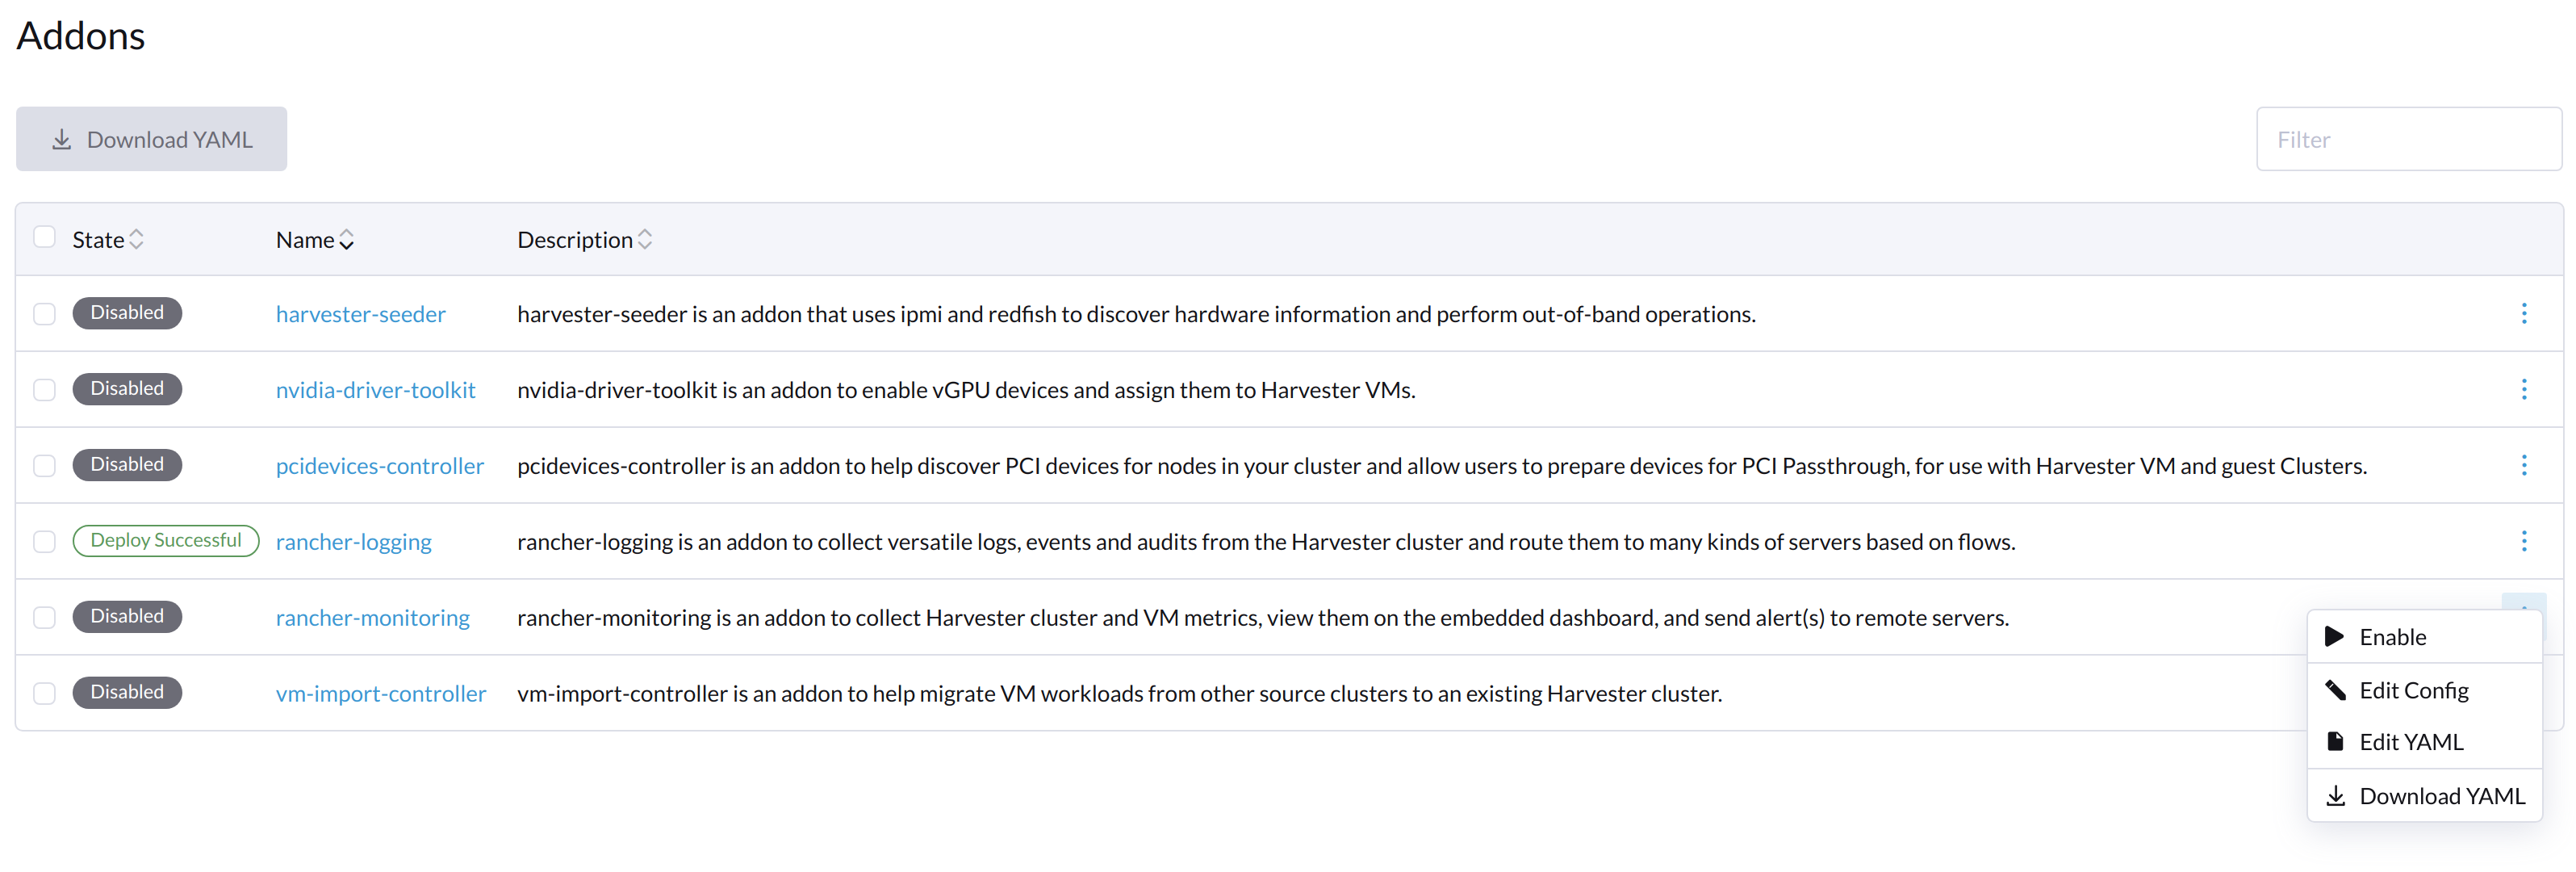 Addons
Download YAML
Filter
State Name Description
Disabled harvester-seeder harvester-seeder is an addon that uses ipmi and redfish to discover hardware information and perform out-of-band operations.
Disabled nvidia-driver-toolkit nvidia-driver-toolkit is an addon to enable vGPU devices and assign them to Harvester VMs.
Disabled pcidevices-controller pcidevices-controller is an addon to help discover PCI devices for nodes in your cluster and allow users to prepare devices for PCI Passthrough, for use with Harvester VM and guest Clusters.
Deploy Successful rancher-logging rancher-logging is an addon to collect versatile logs, events and audits from the Harvester cluster and route them to many kinds of servers based on flows.
Disabled rancher-monitoring rancher-monitoring is an addon to collect Harvester cluster and VM metrics, view them on the embedded dashboard, and send alert(s) to remote servers.
Disabled vm-import-controller vm-import-controller is an addon to help migrate VM workloads from other source clusters to an existing Harvester cluster.
Enable
Edit Config
Edit YAML
Download YAML